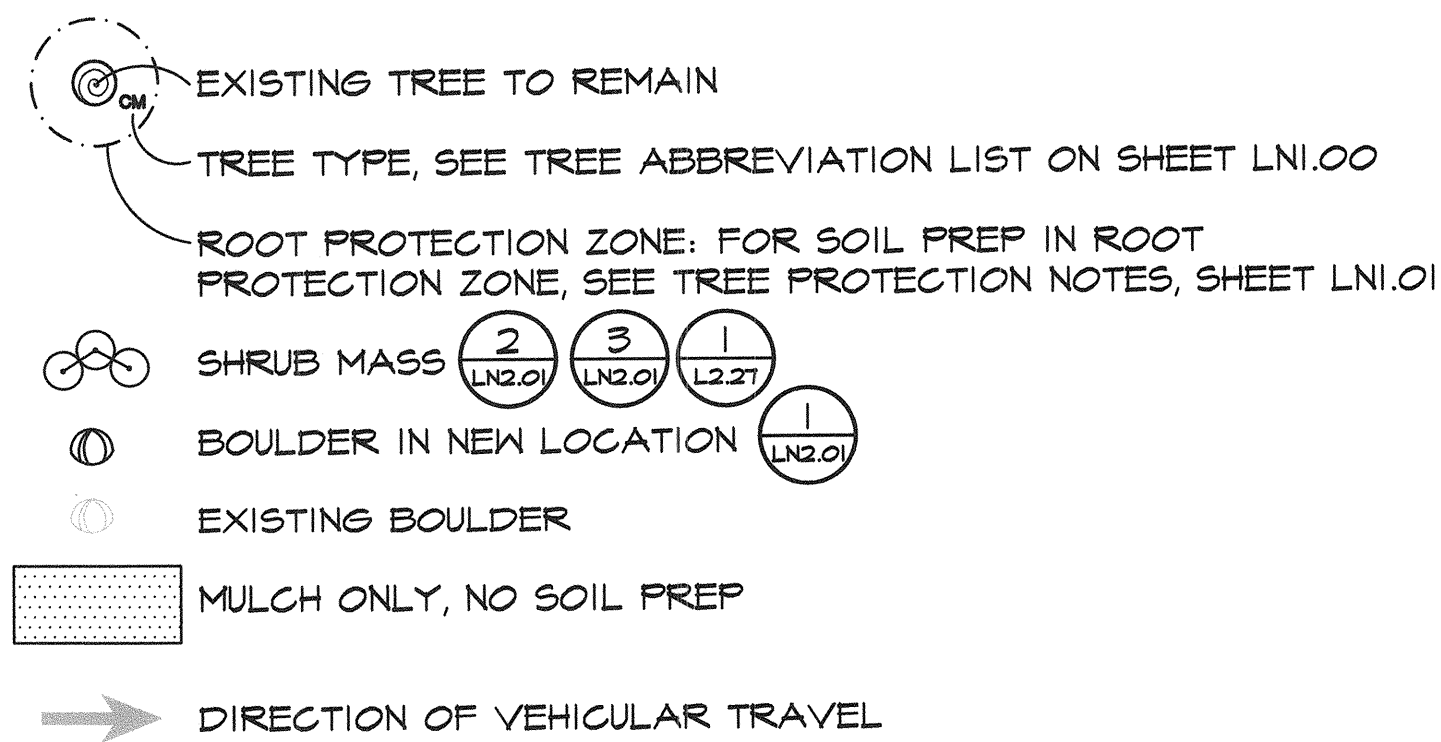 EXISTING TREE TO REMAIN
CM
TREE TYPE, SEE TREE ABBREVIATION LIST ON SHEET LN1.00
ROOT PROTECTION ZONE: FOR SOIL PREP IN ROOT
PROTECTION ZONE, SEE TREE PROTECTION NOTES, SHEET LN1.01
SHRUB MASS 2 LN2.01 3 LN2.01 1 L2.27
BOULDER IN NEW LOCATION 1 LN2.01
EXISTING BOULDER
MULCH ONLY, NO SOIL PREP
DIRECTION OF VEHICULAR TRAVEL